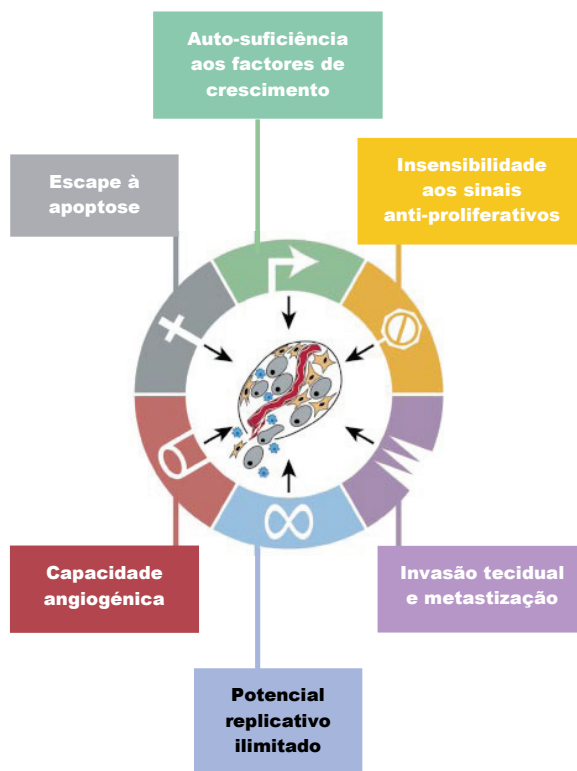 Auto-suficiência
aos factores de
crescimento
Escape à
apoptose
Insensibilidade
aos sinais
anti-proliferativos
Capacidade
angiogénica
Invasão tecidual
e metastização
Potencial
replicativo
ilimitado